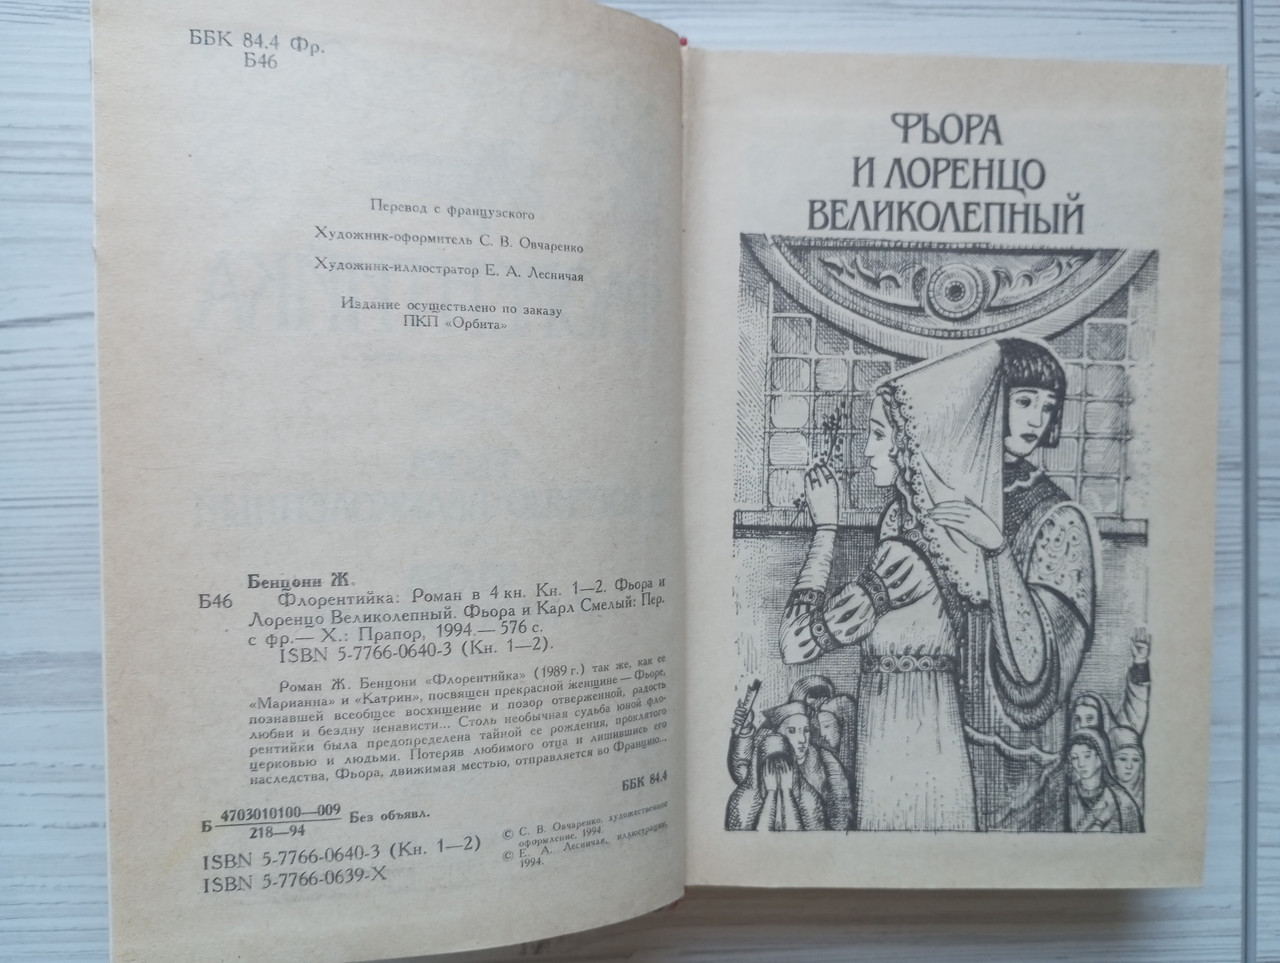 ББК 84.4 Фр.
Б46
Перевод с французского
Художник-оформитель С. В. Овчаренко
Художник-иллюстратор Е. А. Лесничая
Издание осуществлено по заказу
ПКП «Орбита»
Бенцони Ж.
Б46 Флорентийка: Роман в 4 кн. Кн. 1—2. Фьора и
Лоренцо Великолепный. Фьора и Карл Смелый: Пер.
с фр.— Х.: Прапор, 1994.— 576 с.
ISBN 5-7766-0640-3 (Кн. 1—2).
Роман Ж. Бенцони «Флорентийка» (1989 г.) так же, как ее
«Марианна» и «Катрин», посвящен прекрасной женщине — Фьоре,
познавшей всеобщее восхищение и позор отверженной, радость
любви и бездну ненависти... Столь необычная судьба юной фло-
рентийки была предопределена тайной ее рождения, проклятого
церковью и людьми. Потеряв любимого отца и лишившись его
наследства, Фьора, движимая местью, отправляется во Францию...
ББК 84.4
Б 4703010100—009
218—94
Без объявл.
ISBN 5-7766-0640-3 (Кн. 1—2)
ISBN 5-7766-0639-X
© С. В. Овчаренко, художественное
оформление, 1994.
© Е. А. Лесничая, иллюстрации,
1994.
ФЬОРА
И ЛОРЕНЦО
ВЕЛИКОЛЕПНЫЙ